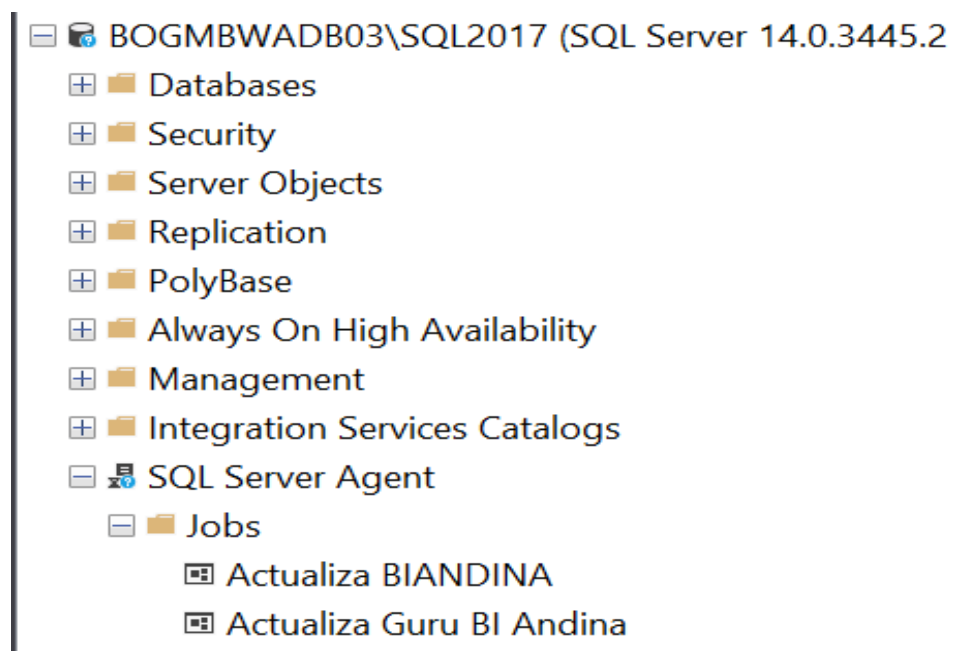 BOGMBWADB03\SQL2017 (SQL Server 14.0.3445.2
Databases
Security
Server Objects
Replication
PolyBase
Always On High Availability
Management
Integration Services Catalogs
SQL Server Agent
Jobs
Actualiza BIANDINA
Actualiza Guru BI Andina